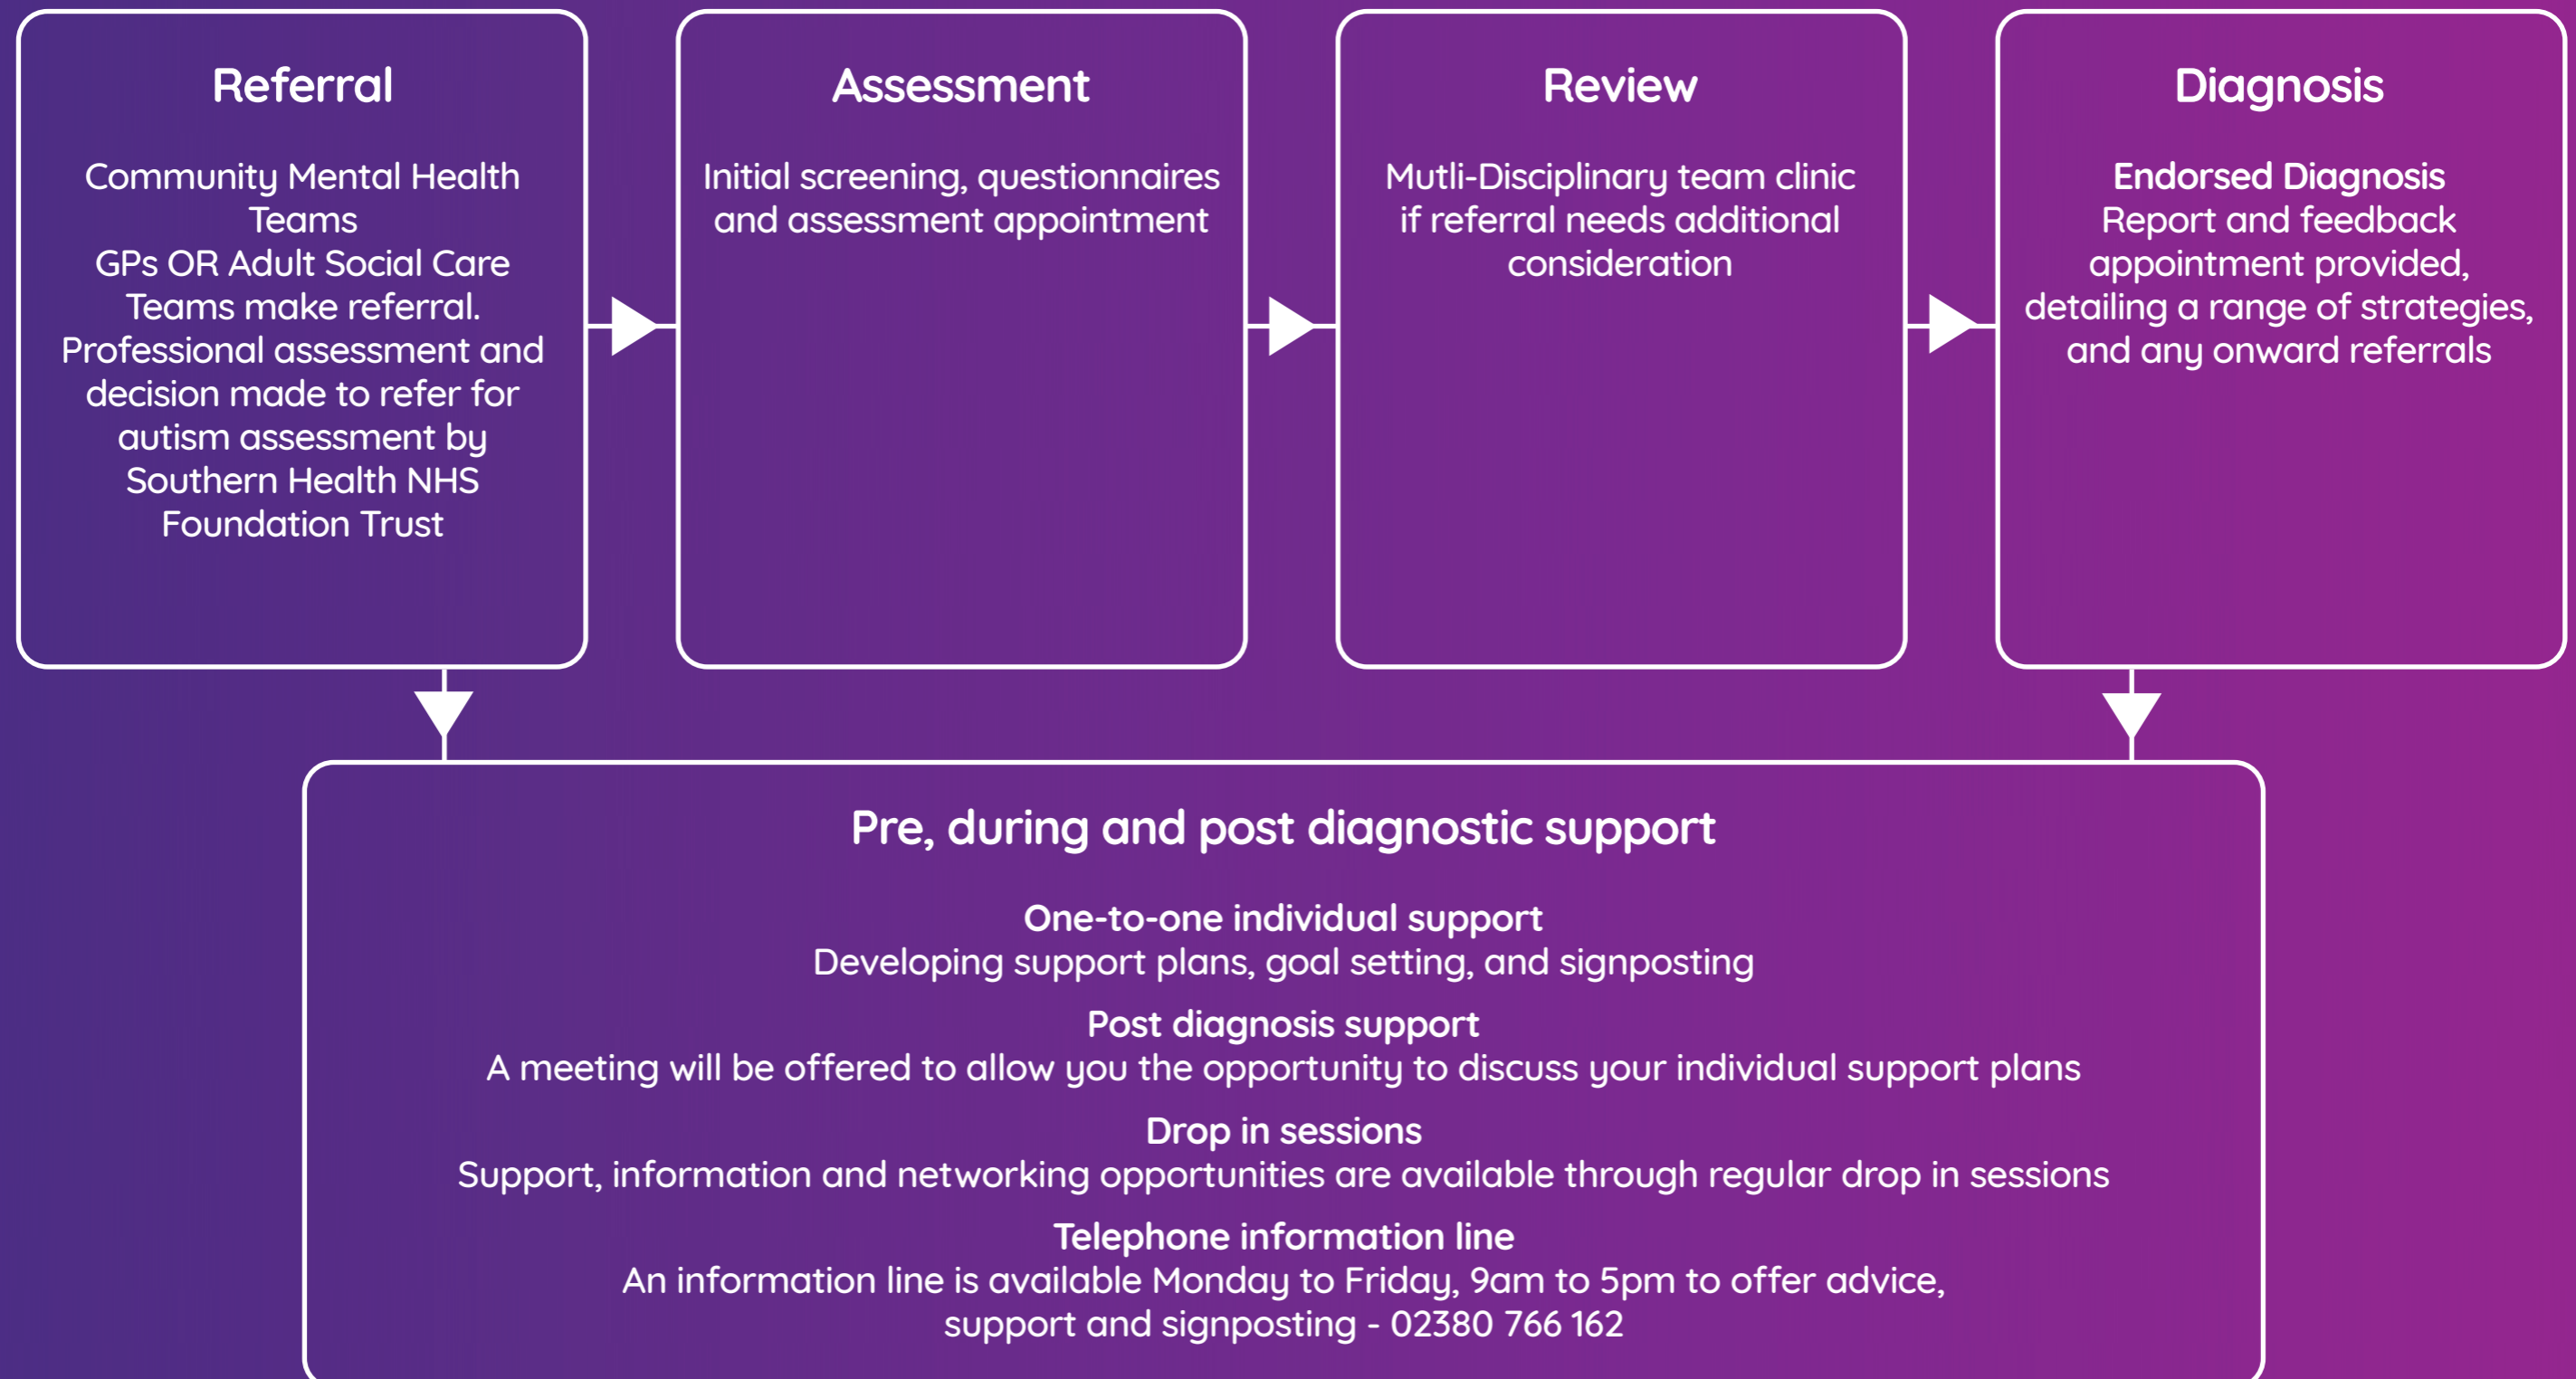 Referral
Community Mental Health
Teams
GPs OR Adult Social Care
Teams make referral.
Professional assessment and
decision made to refer for
autism assessment by
Southern Health NHS
Foundation Trust
Assessment
Initial screening, questionnaires
and assessment appointment
Review
Mutli-Disciplinary team clinic
if referral needs additional
consideration
Diagnosis
Endorsed Diagnosis
Report and feedback
appointment provided,
detailing a range of strategies,
and any onward referrals
Pre, during and post diagnostic support
One-to-one individual support
Developing support plans, goal setting, and signposting
Post diagnosis support
A meeting will be offered to allow you the opportunity to discuss your individual support plans
Drop in sessions
Support, information and networking opportunities are available through regular drop in sessions
Telephone information line
An information line is available Monday to Friday, 9am to 5pm to offer advice,
support and signposting - 02380 766 162